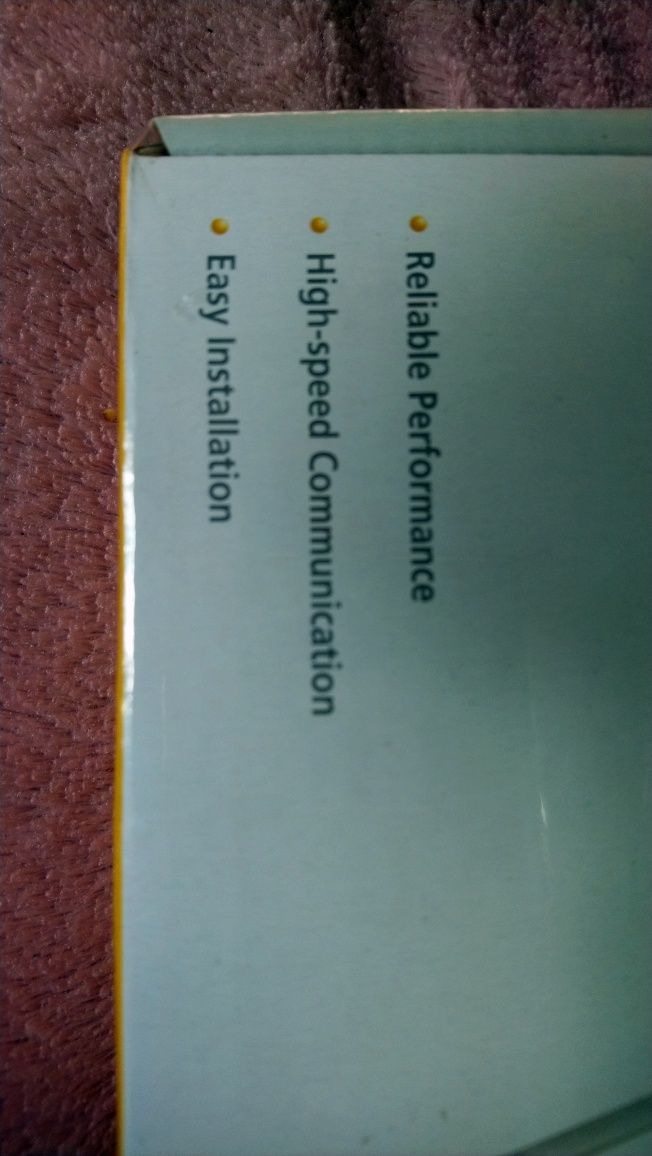 Reliable Performance
High-speed Communication
Easy Installation